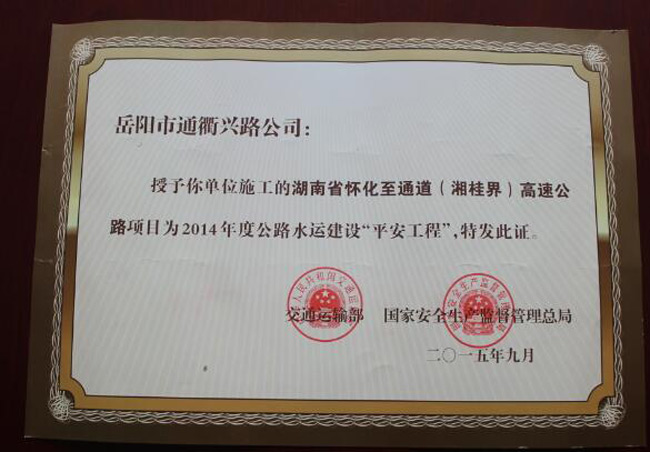 岳阳市通衢兴路公司：
授予你单位施工的湖南省怀化至通道（湘桂界）高速公
路项目为2014年度公路水运建设“平安工程”，特发此证。
交通运输部 国家安全生产监督管理总局
二〇一五年九月